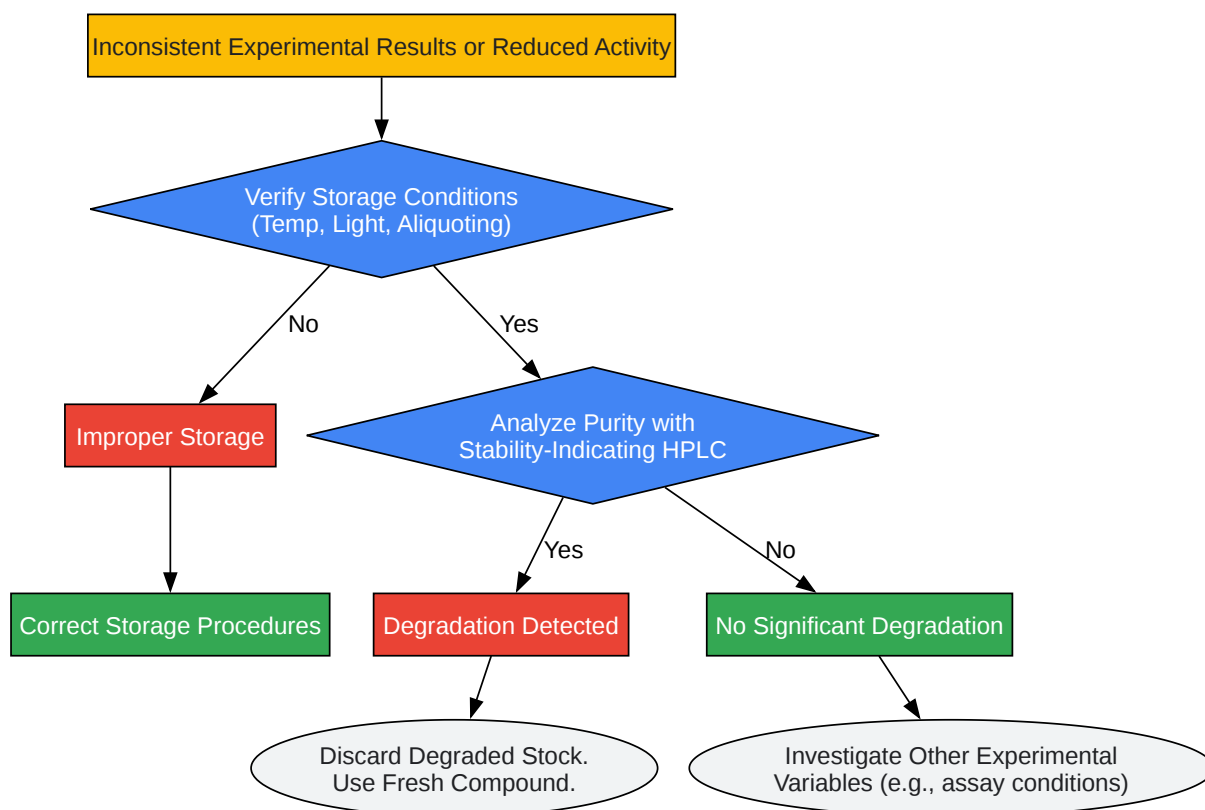 Inconsistent Experimental Results or Reduced Activity
Verify Storage Conditions
(Temp, Light, Aliquoting)
No
Yes
Improper Storage
Analyze Purity with
Stability-Indicating HPLC
Yes
No
Correct Storage Procedures
Degradation Detected
No Significant Degradation
Discard Degraded Stock.
Use Fresh Compound.
Investigate Other Experimental
Variables (e.g., assay conditions)